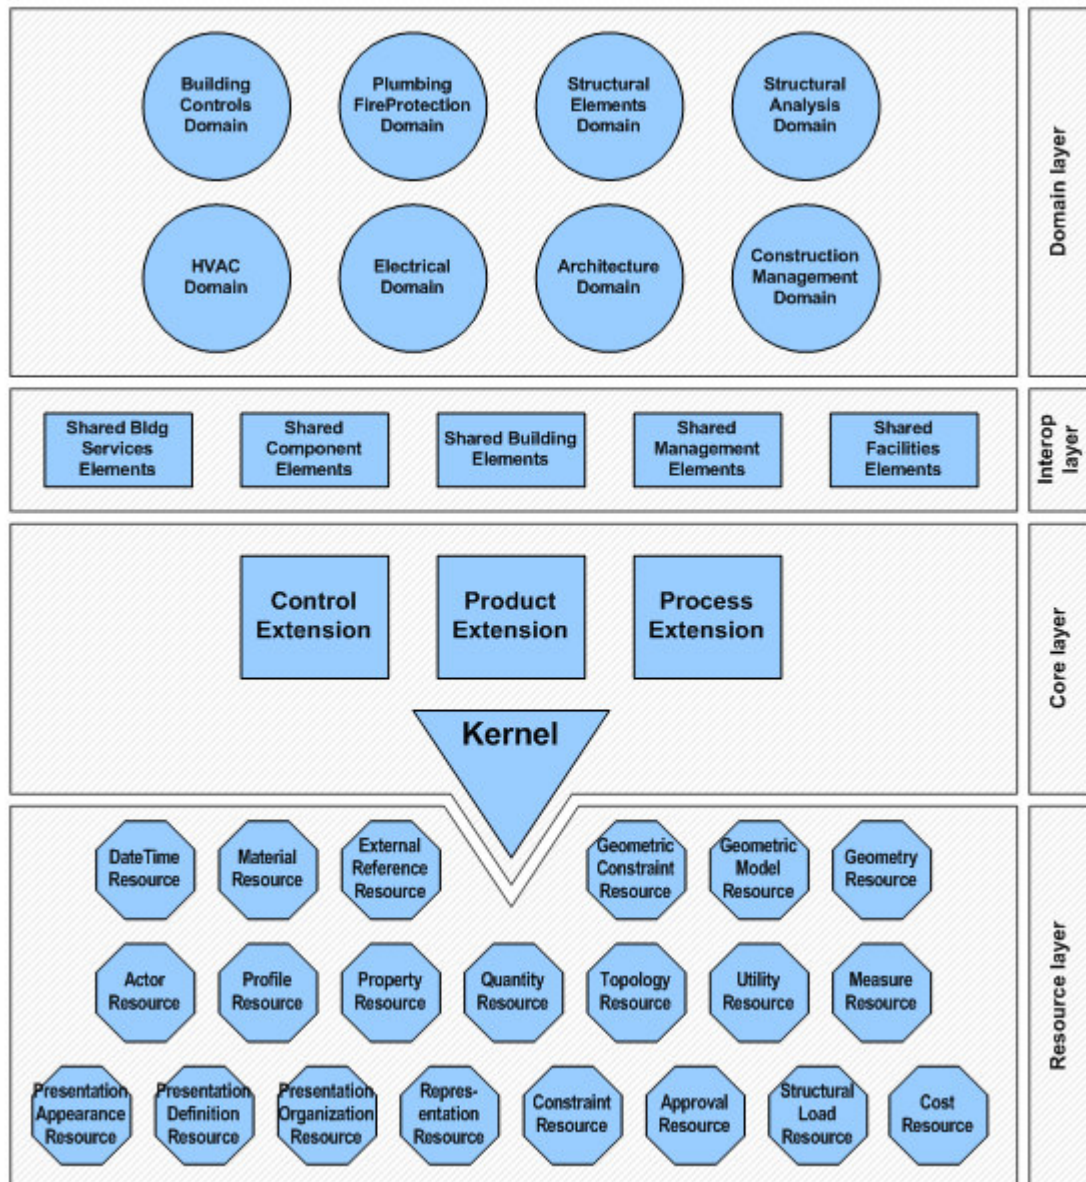 Building
Controls
Domain
Plumbing
FireProtection
Domain
Structural
Elements
Domain
Structural
Analysis
Domain
HVAC
Domain
Electrical
Domain
Architecture
Domain
Construction
Management
Domain
Domain layer
Shared Bldg
Services
Elements
Shared
Component
Elements
Shared Building
Elements
Shared
Management
Elements
Shared
Facilities
Elements
Interop
layer
Control
Extension
Product
Extension
Process
Extension
Kernel
Core layer
DateTime
Resource
Material
Resource
External
Reference
Resource
Geometric
Constraint
Resource
Geometric
Model
Resource
Geometry
Resource
Actor
Resource
Profile
Resource
Property
Resource
Quantity
Resource
Topology
Resource
Utility
Resource
Measure
Resource
Presentation
Appearance
Resource
Presentation
Definition
Resource
Presentation
Organization
Resource
Repres-
entation
Resource
Constraint
Resource
Approval
Resource
Structural
Load
Resource
Cost
Resource
Resource layer